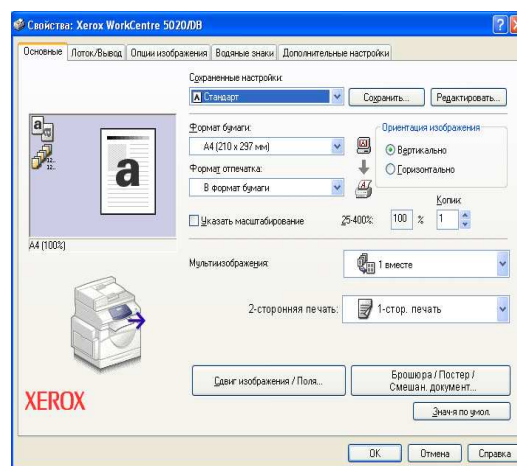 Свойства: Xerox WorkCentre 5020/DB
Основные Лоток/Вывод Опции изображения Водяные знаки Дополнительные настройки
Сохраненные настройки:
Стандарт
Сохранить... Редактировать...
Формат бумаги:
A4 (210 x 297 мм)
Ориентация изображения
Вертикально
Горизонтально
Формат отпечатка:
В формат бумаги
Копии:
Указать масштабирование 25-400%: 100 % 1
A4 (100%)
Мультиизображения: 1 вместе
2-сторонняя печать: 1-стор. печать
Сдвиг изображения / Поля...
Брошюра / Постер /
Смешан. документ...
XEROX
Знач-я по умол.
OK Отмена Справка